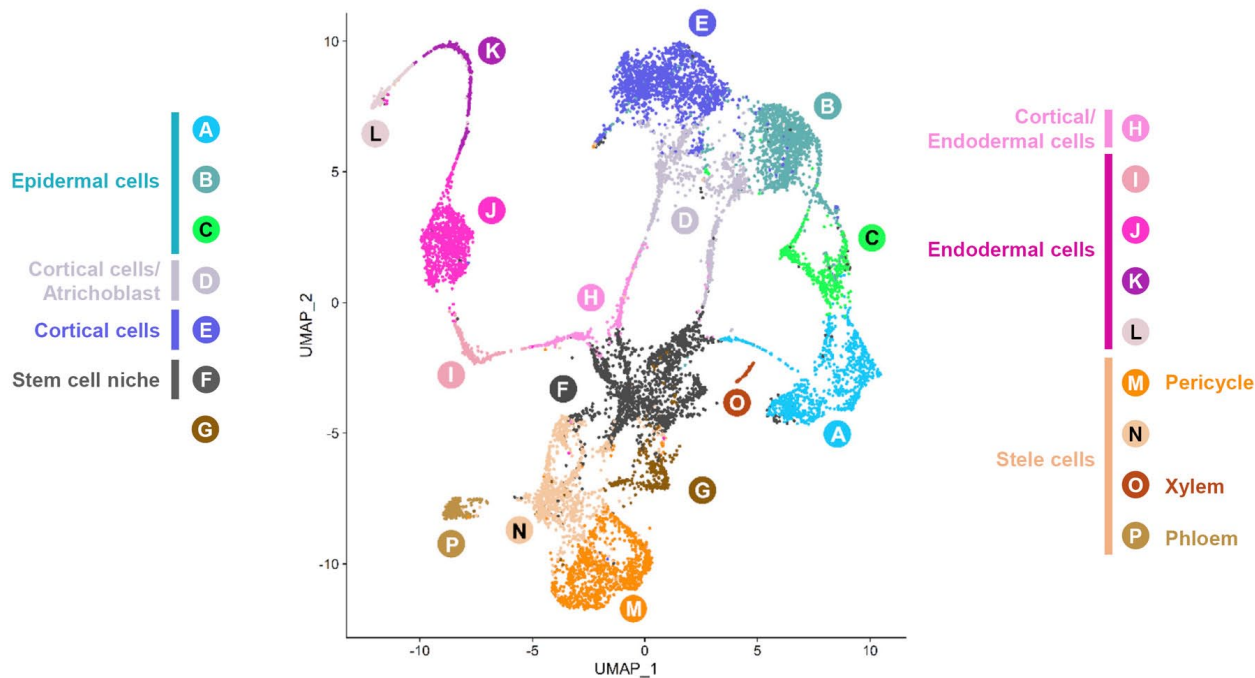 A
B
Epidermal cells
C
Cortical cells/
Atrichoblast
D
Cortical cells
E
Stem cell niche
F
G
10
5
0
-5
-10
UMAP_2
-10
-5
0
5
10
UMAP_1
K
L
J
I
H
E
B
D
C
F
O
A
G
N
P
M
Cortical/
Endodermal cells
H
I
J
Endodermal cells
K
L
M Pericycle
N
Stele cells
O Xylem
P Phloem